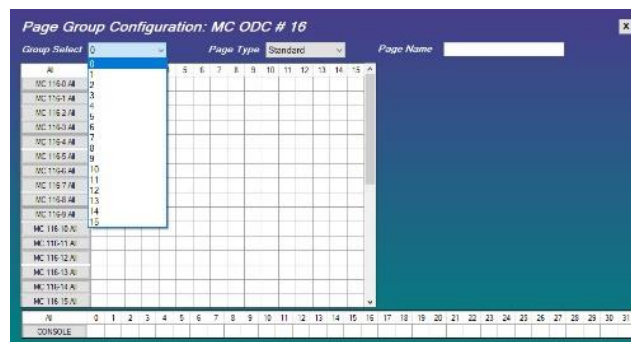 Page Group Configuration: MC ODC # 16
x
Group Select 0 Page Type Standard Page Name
All 5 6 7 8 9 10 11 12 13 14 15
0
1
MC 116-0 All 2
3
MC 116-1 All 4
MC 116-2 All 5
MC 116-3 All 6
7
MC 116-4 All 8
MC 116-5 All 9
MC 116-6 All 10
11
MC 116-7 All 12
MC 116-8 All 13
MC 116-9 All 14
15
MC 116-10 All
MC 116-11 All
MC 116-12 All
MC 116-13 All
MC 116-14 All
MC 116-15 All
All 0 1 2 3 4 5 6 7 8 9 10 11 12 13 14 15 16 17 18 19 20 21 22 23 24 25 26 27 28 29 30 31
CONSOLE